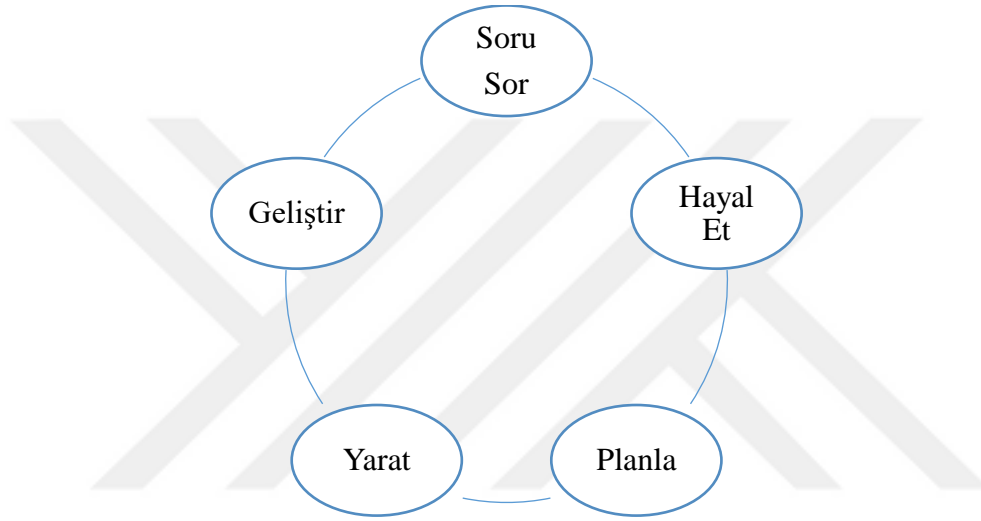 Soru
Sor
Hayal
Et
Planla
Yarat
Geliştir